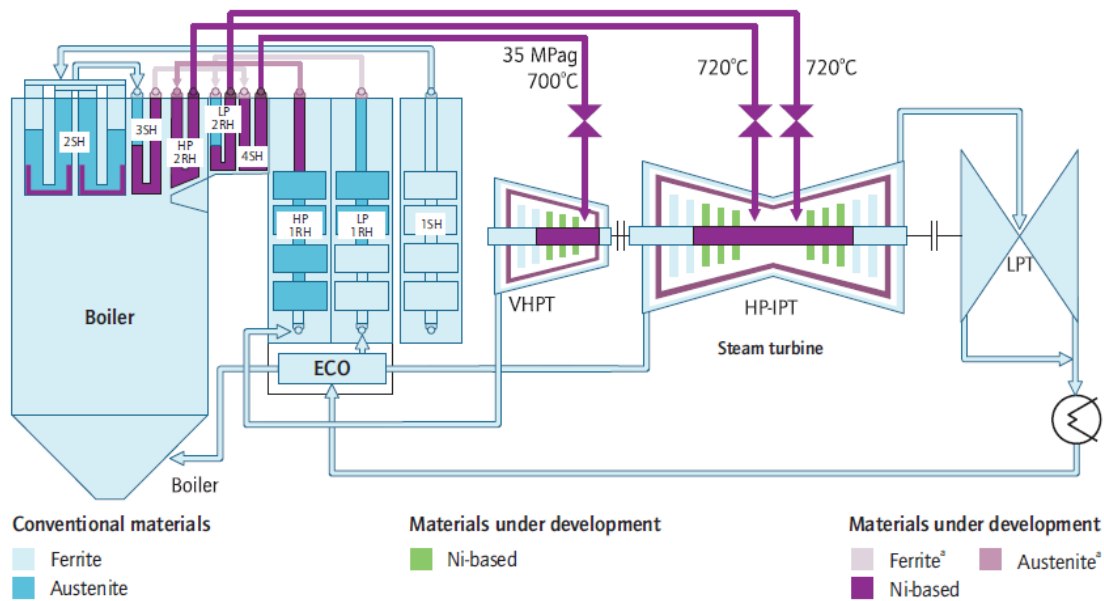 35 MPag
700°C
720°C
720°C
2SH
3SH
HP
2RH
LP
2RH
4SH
HP
1RH
LP
1RH
1SH
Boiler
ECO
VHPT
HP-IPT
LPT
Steam turbine
Boiler
Conventional materials
Ferrite
Austenite
Materials under development
Ni-based
Materials under development
Ferriteª
Austeniteª
Ni-based